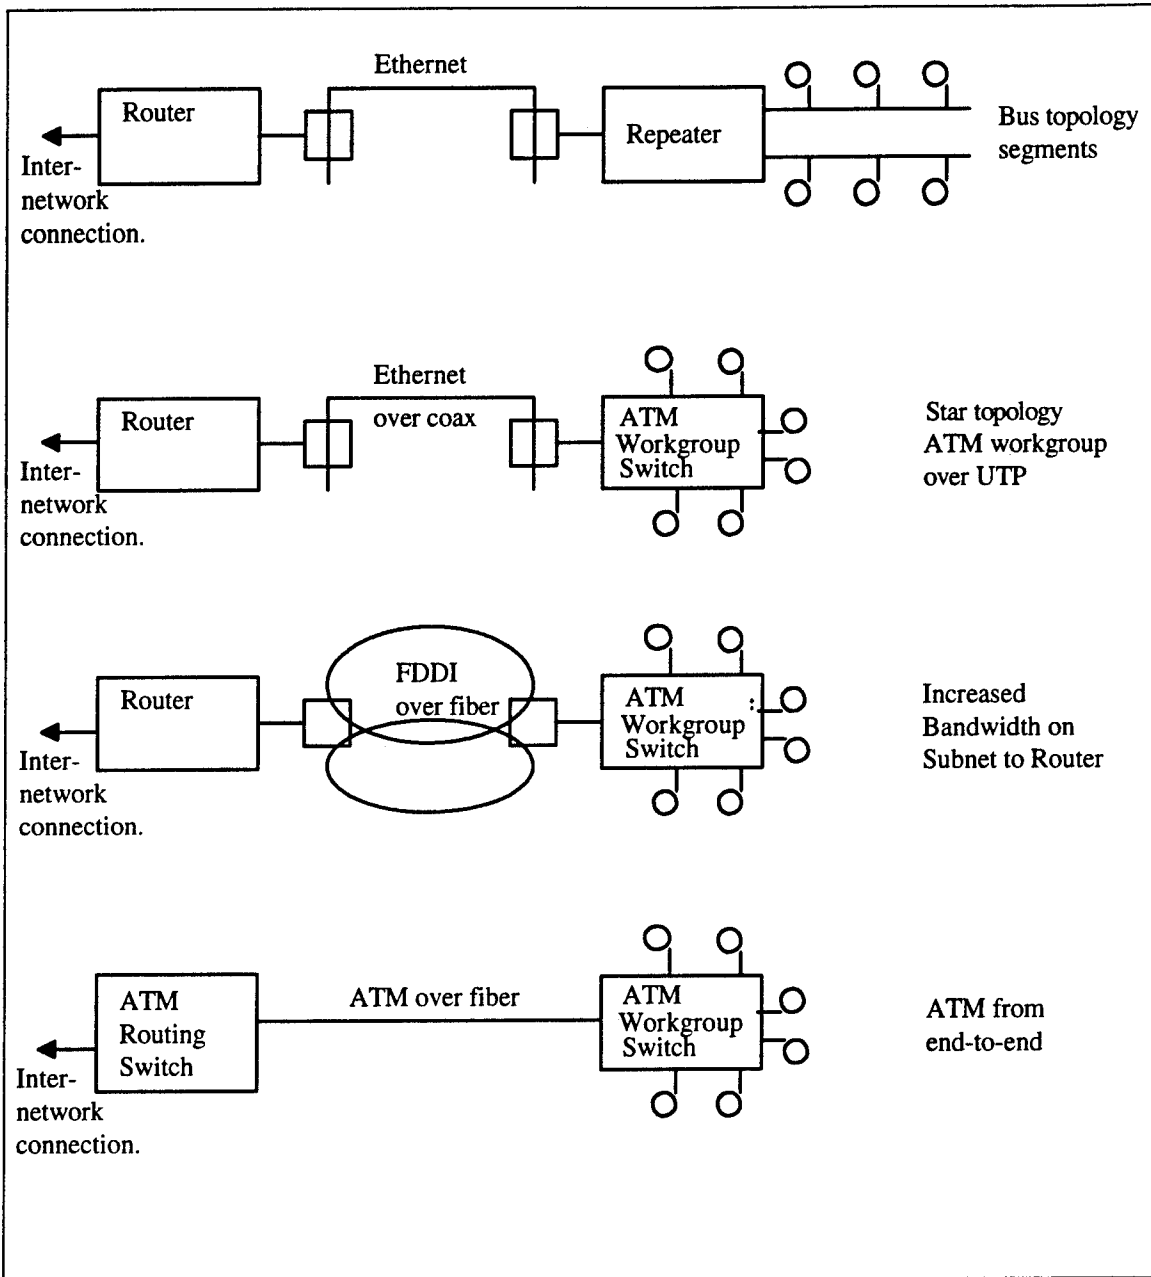 Ethernet
Router
Repeater
Bus topology
segments
Inter-
network
connection.
Ethernet
over coax
Router
ATM
Workgroup
Switch
Star topology
ATM workgroup
over UTP
Inter-
network
connection.
FDDI
over fiber
Router
ATM
Workgroup
Switch
Increased
Bandwidth on
Subnet to Router
Inter-
network
connection.
ATM
Routing
Switch
ATM over fiber
ATM
Workgroup
Switch
ATM from
end-to-end
Inter-
network
connection.